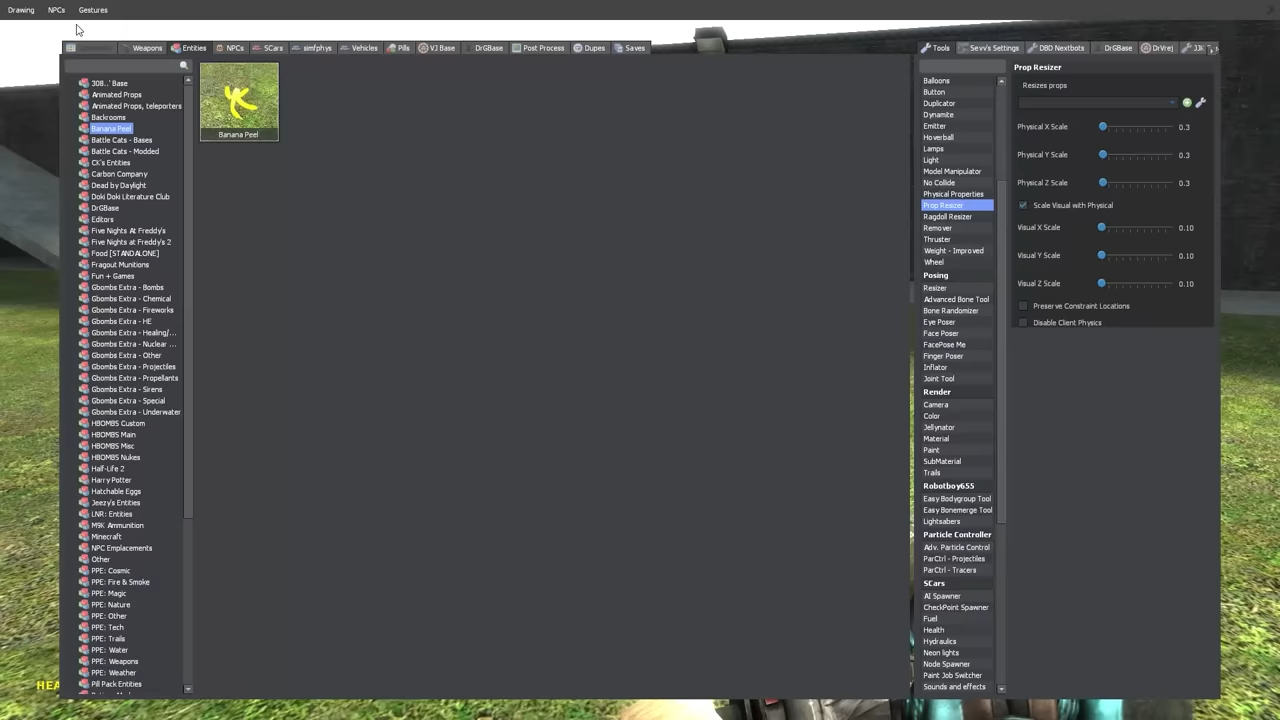 Drawing NPCs Gestures
Weapons Entities NPCs SCars simfphys Vehicles Pills VJ Base DrGBase Post Process Dupes Saves
308..' Base
Animated Props
Animated Props, teleporters
Backrooms
Banana Peel
Battle Cats - Bases
Battle Cats - Modded
CK's Entities
Carbon Company
Dead by Daylight
Doki Doki Literature Club
DrGBase
Editors
Five Nights At Freddy's
Five Nights at Freddy's 2
Food [STANDALONE]
Fragout Munitions
Fun + Games
Gbombs Extra - Bombs
Gbombs Extra - Chemical
Gbombs Extra - Fireworks
Gbombs Extra - HE
Gbombs Extra - Healing/...
Gbombs Extra - Nuclear ...
Gbombs Extra - Other
Gbombs Extra - Projectiles
Gbombs Extra - Propellants
Gbombs Extra - Sirens
Gbombs Extra - Special
Gbombs Extra - Underwater
HBOMBS Custom
HBOMBS Main
HBOMBS Misc
HBOMBS Nukes
Half-Life 2
Harry Potter
Hatchable Eggs
Jeezy's Entities
LNR: Entities
M9K Ammunition
Minecraft
NPC Emplacements
Other
PPE: Cosmic
PPE: Fire & Smoke
PPE: Magic
PPE: Nature
PPE: Other
PPE: Tech
PPE: Trails
PPE: Water
PPE: Weapons
PPE: Weather
Pill Pack Entities
HEA
Banana Peel
Tools Sevv's Settings DBD Nextbots DrGBase DrVrej JJK
Balloons
Button
Duplicator
Dynamite
Emitter
Hoverball
Lamps
Light
Model Manipulator
No Collide
Physical Properties
Prop Resizer
Ragdoll Resizer
Remover
Thruster
Weight - Improved
Wheel
Posing
Resizer
Advanced Bone Tool
Bone Randomizer
Eye Poser
Face Poser
FacePose Me
Finger Poser
Inflator
Joint Tool
Render
Camera
Color
Jellynator
Material
Paint
SubMaterial
Trails
Robotboy655
Easy Bodygroup Tool
Easy Bonemerge Tool
Lightsabers
Particle Controller
Adv. Particle Control
ParCtrl - Projectiles
ParCtrl - Tracers
SCars
AI Spawner
CheckPoint Spawner
Fuel
Health
Hydraulics
Neon lights
Node Spawner
Paint Job Switcher
Sounds and effects
Prop Resizer
Resizes props
Physical X Scale 0.3
Physical Y Scale 0.3
Physical Z Scale 0.3
Scale Visual with Physical
Visual X Scale 0.10
Visual Y Scale 0.10
Visual Z Scale 0.10
Preserve Constraint Locations
Disable Client Physics